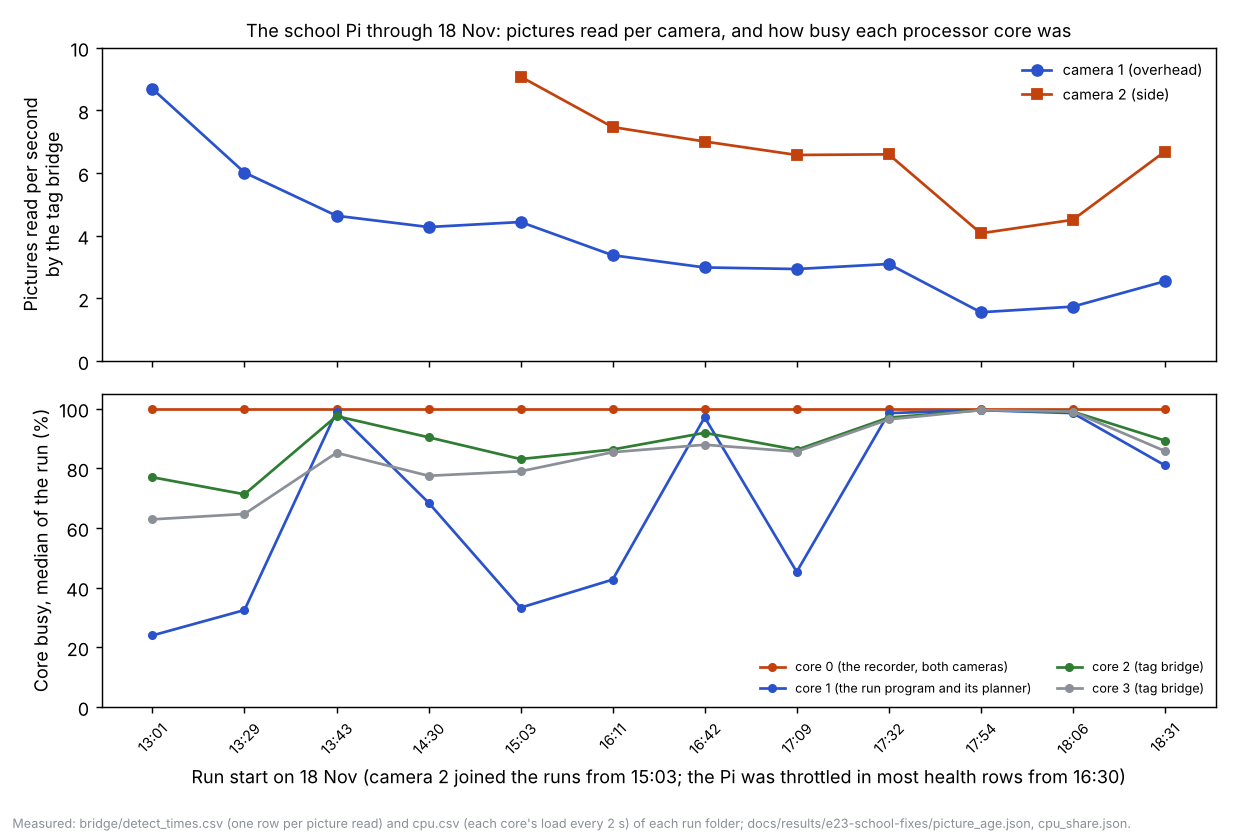 The school Pi through 18 Nov: pictures read per camera, and how busy each processor core was
Pictures read per second
by the tag bridge
10
8
6
4
2
0
camera 1 (overhead)
camera 2 (side)
Core busy, median of the run (%)
100
80
60
40
20
0
core 0 (the recorder, both cameras)
core 1 (the run program and its planner)
core 2 (tag bridge)
core 3 (tag bridge)
13:01
13:29
13:43
14:30
15:03
16:11
16:42
17:09
17:32
17:54
18:06
18:31
Run start on 18 Nov (camera 2 joined the runs from 15:03; the Pi was throttled in most health rows from 16:30)
Measured: bridge/detect_times.csv (one row per picture read) and cpu.csv (each core's load every 2 s) of each run folder; docs/results/e23-school-fixes/picture_age.json, cpu_share.json.